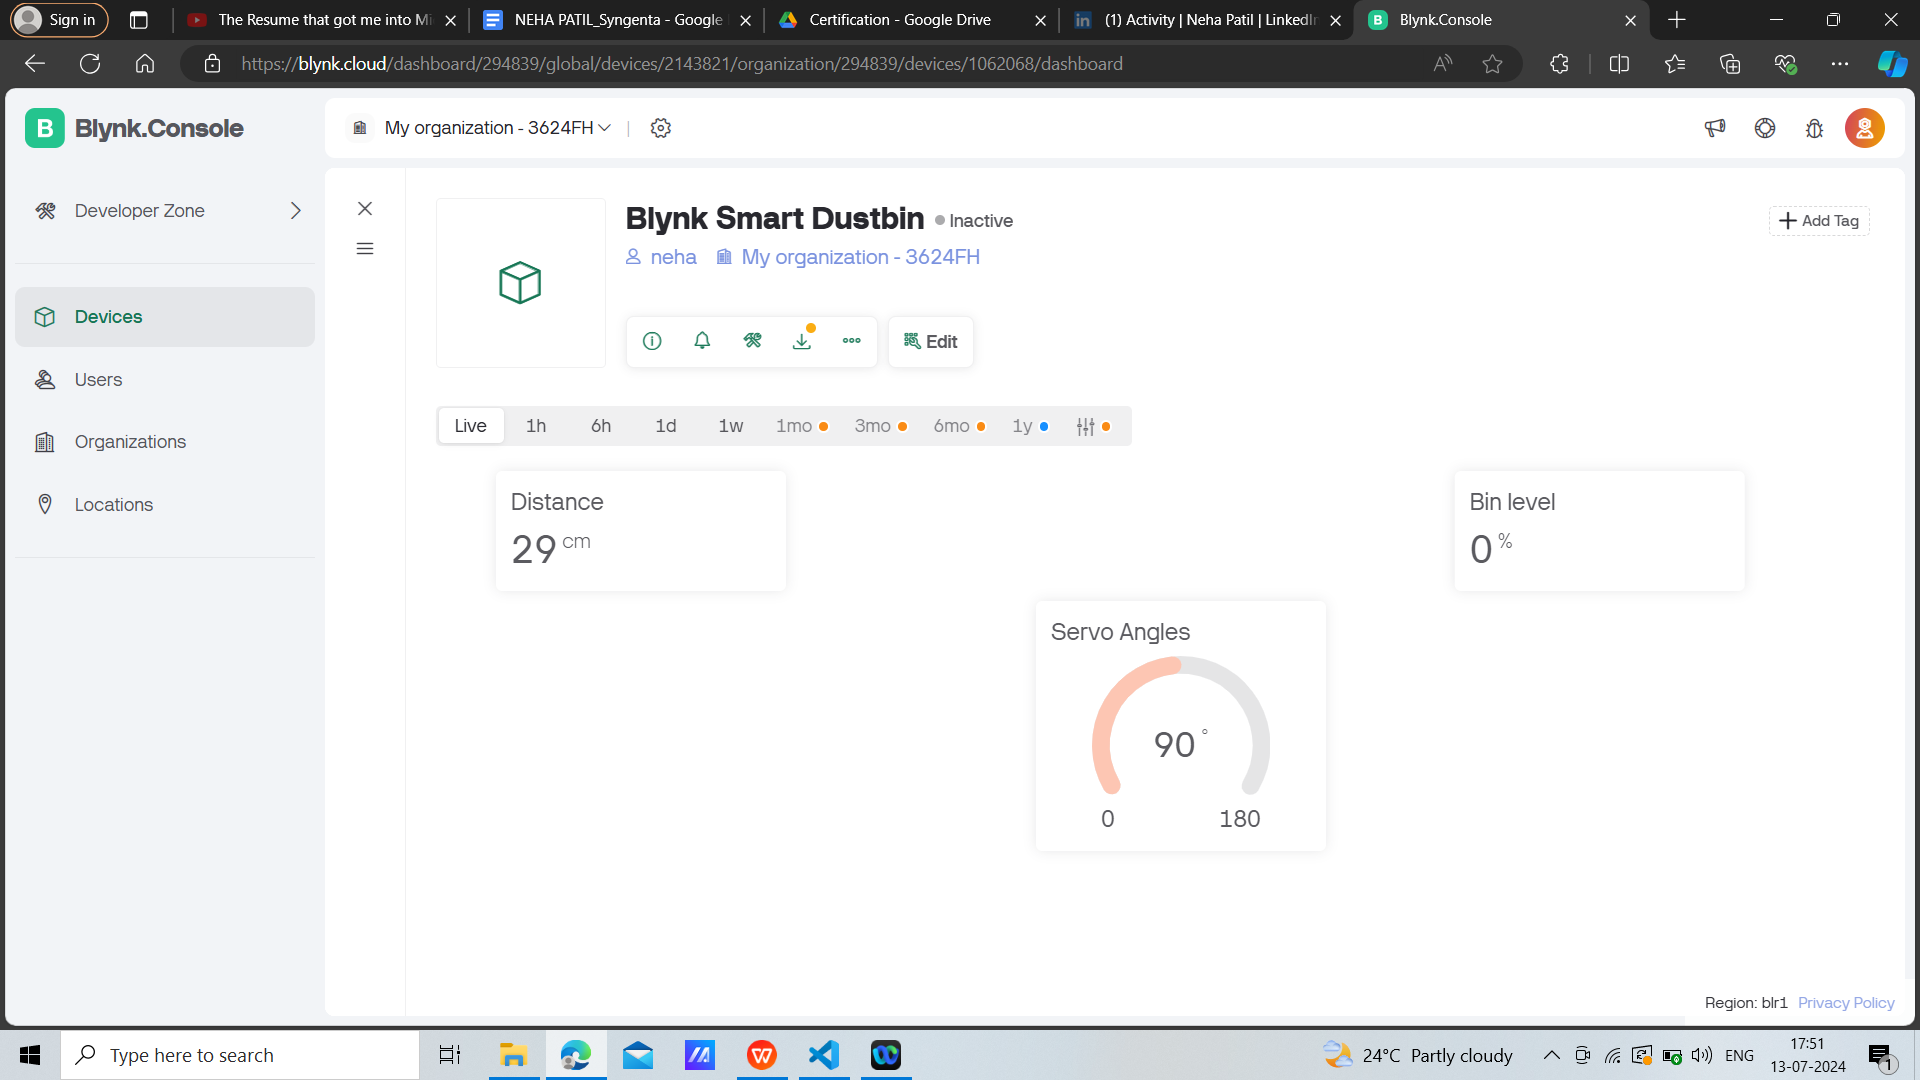 Sign in
The Resume that got me into Mi
NEHA PATIL_Syngenta - Google
Certification - Google Drive
(1) Activity | Neha Patil | LinkedIn
Blynk.Console
https://blynk.cloud/dashboard/294839/global/devices/2143821/organization/294839/devices/1062068/dashboard
B Blynk.Console
My organization - 3624FH
Developer Zone
Devices
Users
Organizations
Locations
Blynk Smart Dustbin Inactive
Add Tag
neha My organization - 3624FH
Edit
Live 1h 6h 1d 1w 1mo 3mo 6mo 1y
Distance
29 cm
Bin level
0 %
Servo Angles
90 °
0 180
Region: blr1 Privacy Policy
Type here to search
24°C Partly cloudy
ENG
17:51
13-07-2024
1